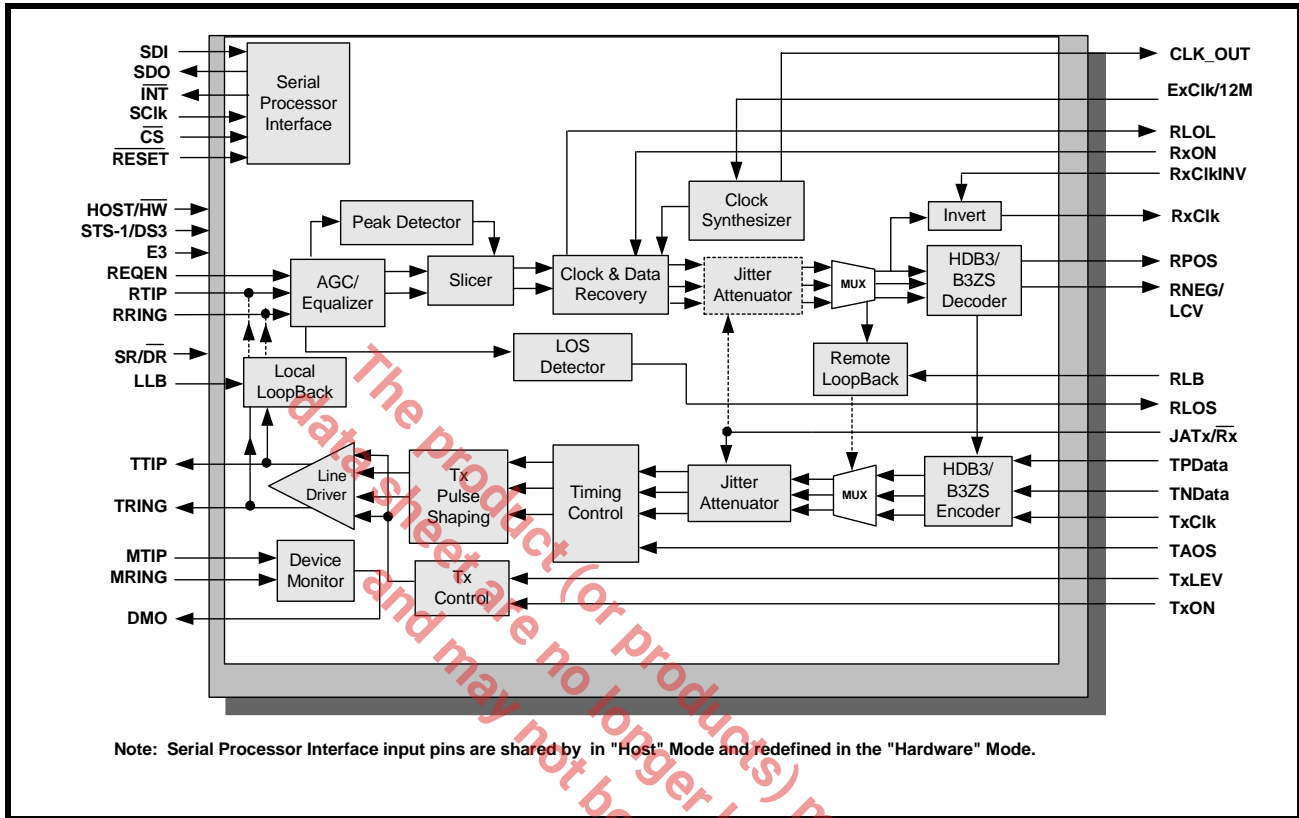 SDI
SDO
INT
SClk
CS
RESET
Serial
Processor
Interface
CLK_OUT
ExClk/12M
RLOL
RxON
RxClkINV
RxClk
RPOS
RNEG/
LCV
HOST/HW
STS-1/DS3
E3
REQEN
RTIP
RRING
SR/DR
LLB
Peak Detector
AGC/
Equalizer
Slicer
Clock & Data
Recovery
Clock
Synthesizer
Jitter
Attenuator
MUX
Invert
HDB3/
B3ZS
Decoder
LOS
Detector
Remote
LoopBack
Local
LoopBack
RLB
RLOS
JATx/Rx
TPData
TNData
TxClk
TAOS
TxLEV
TxON
TTIP
TRING
MTIP
MRING
DMO
Line
Driver
Tx
Pulse
Shaping
Timing
Control
Jitter
Attenuator
MUX
HDB3/
B3ZS
Encoder
Device
Monitor
Tx
Control
Note: Serial Processor Interface input pins are shared by in "Host" Mode and redefined in the "Hardware" Mode.
The product (or products) m
data sheet are no longer
and may not be